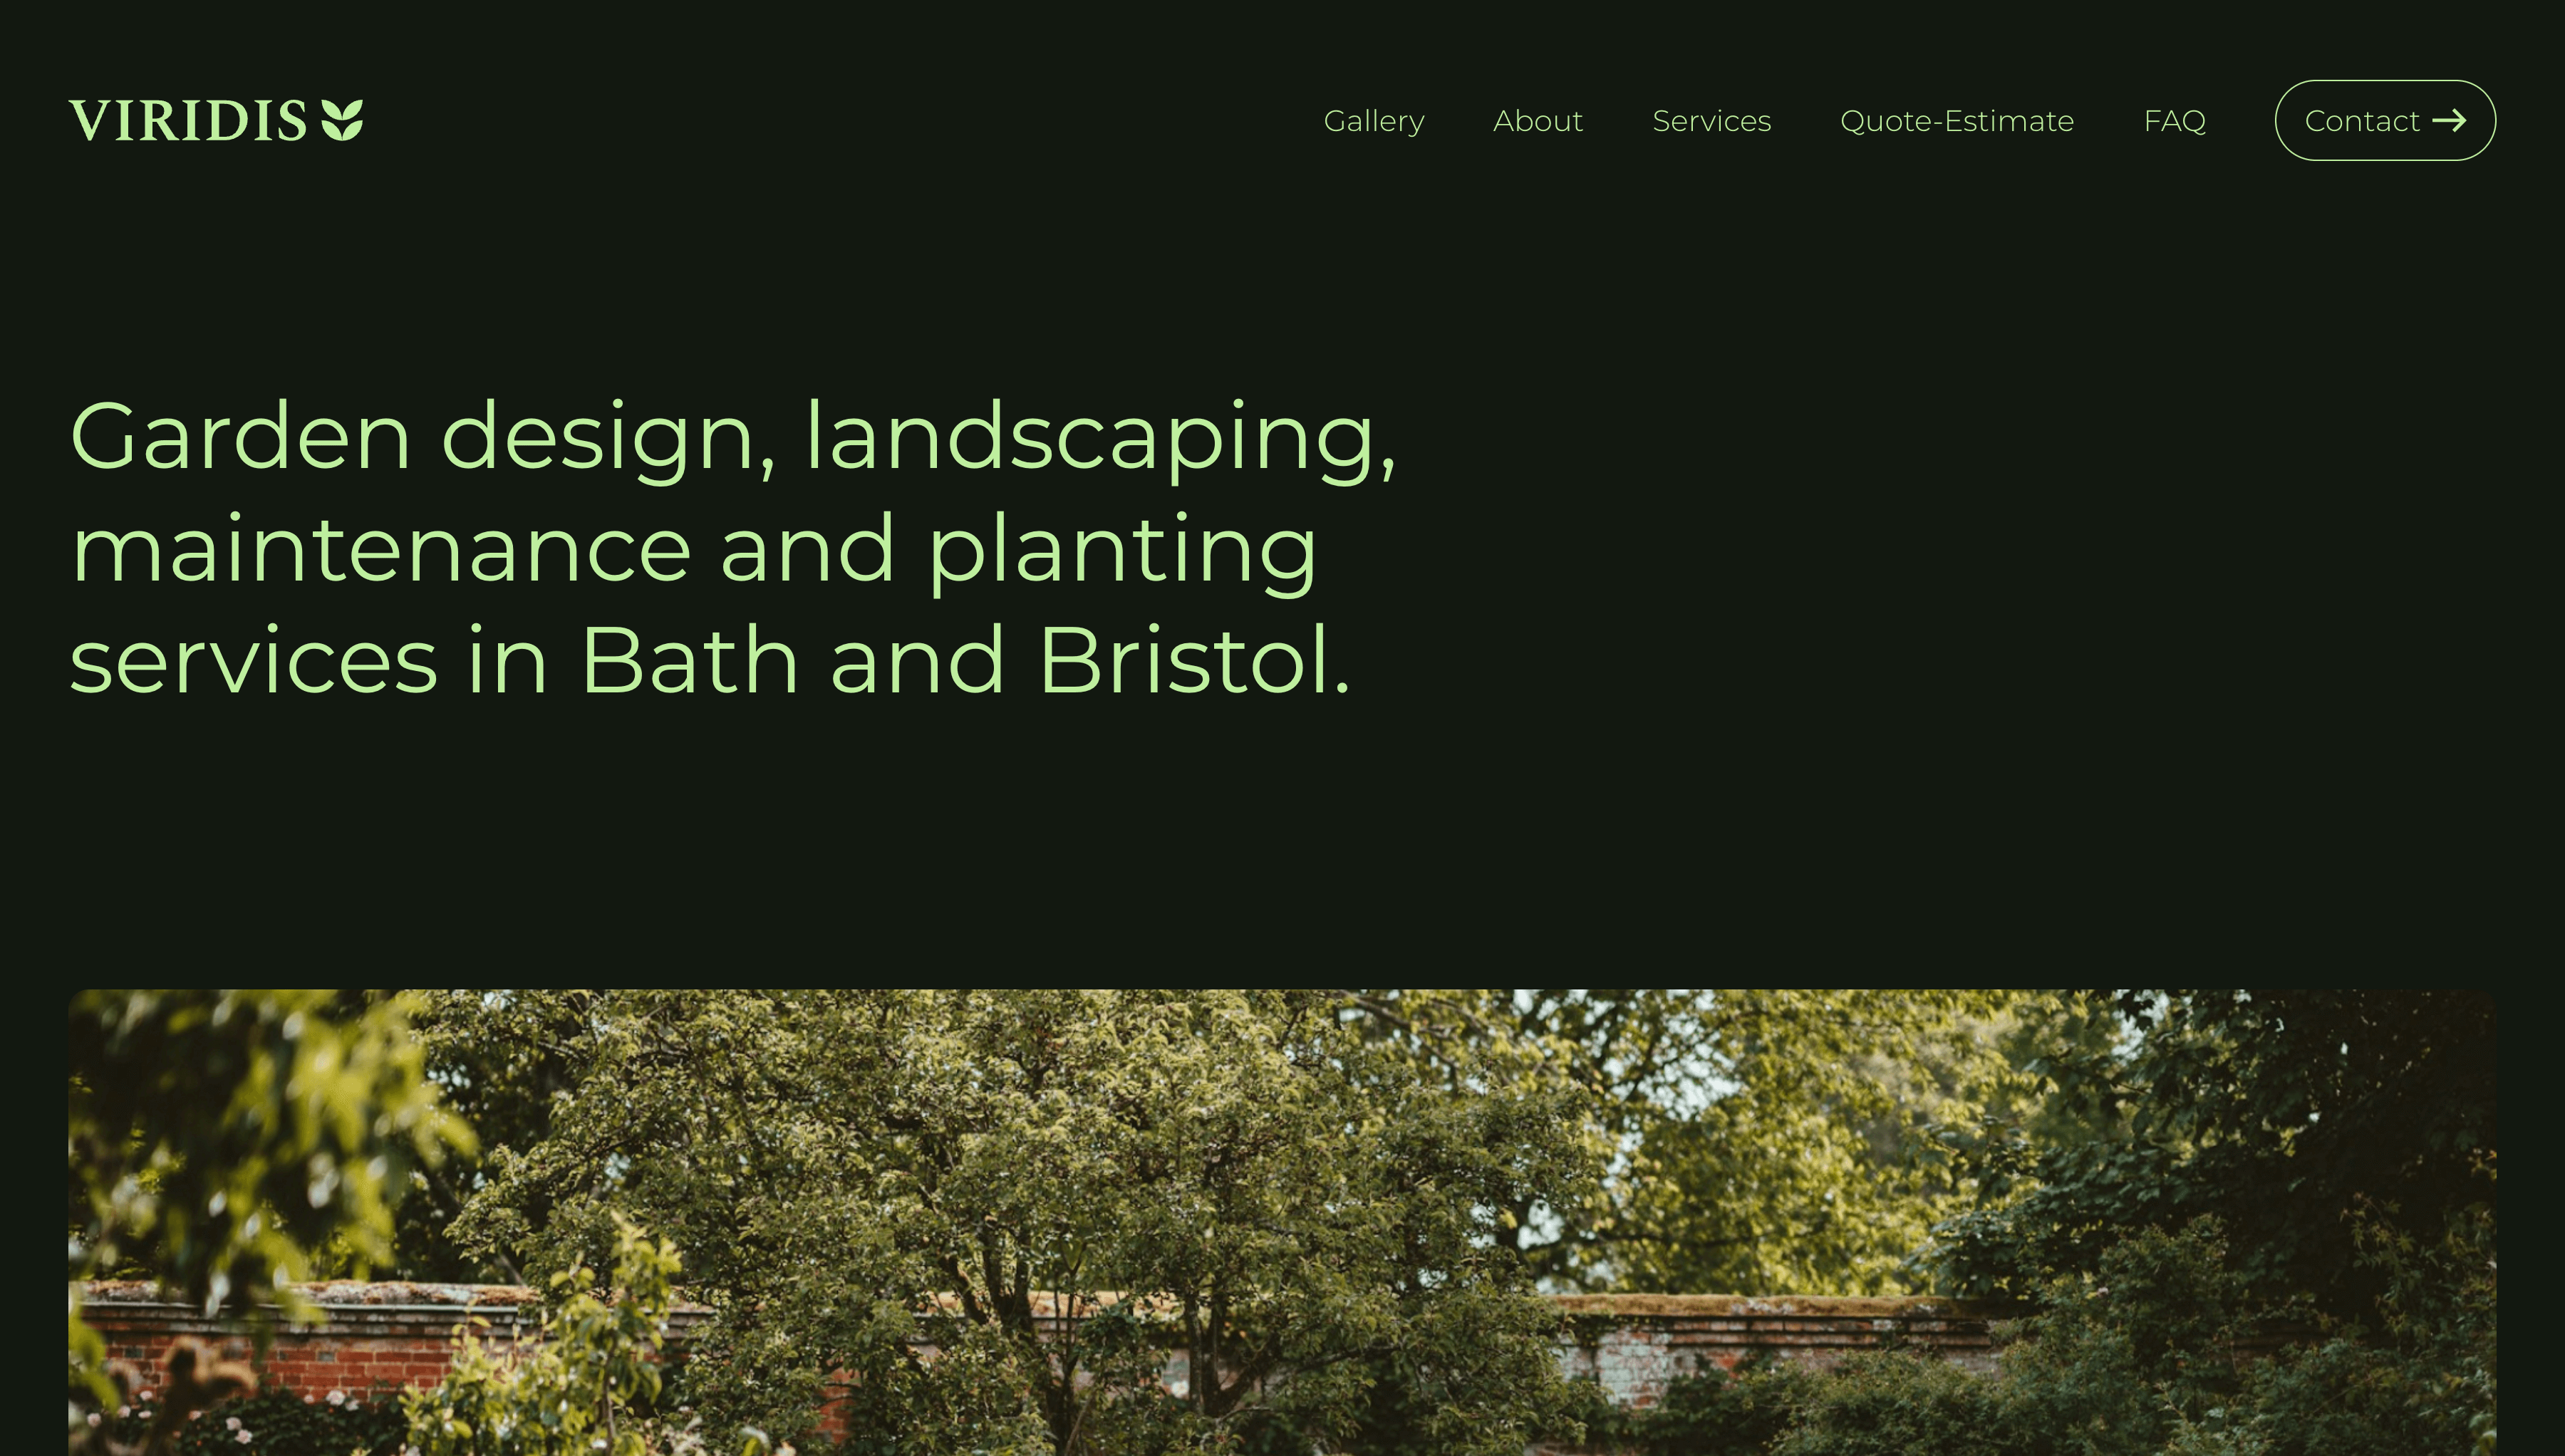 VIRIDIS
Gallery About Services Quote-Estimate FAQ Contact →
Garden design, landscaping,
maintenance and planting
services in Bath and Bristol.